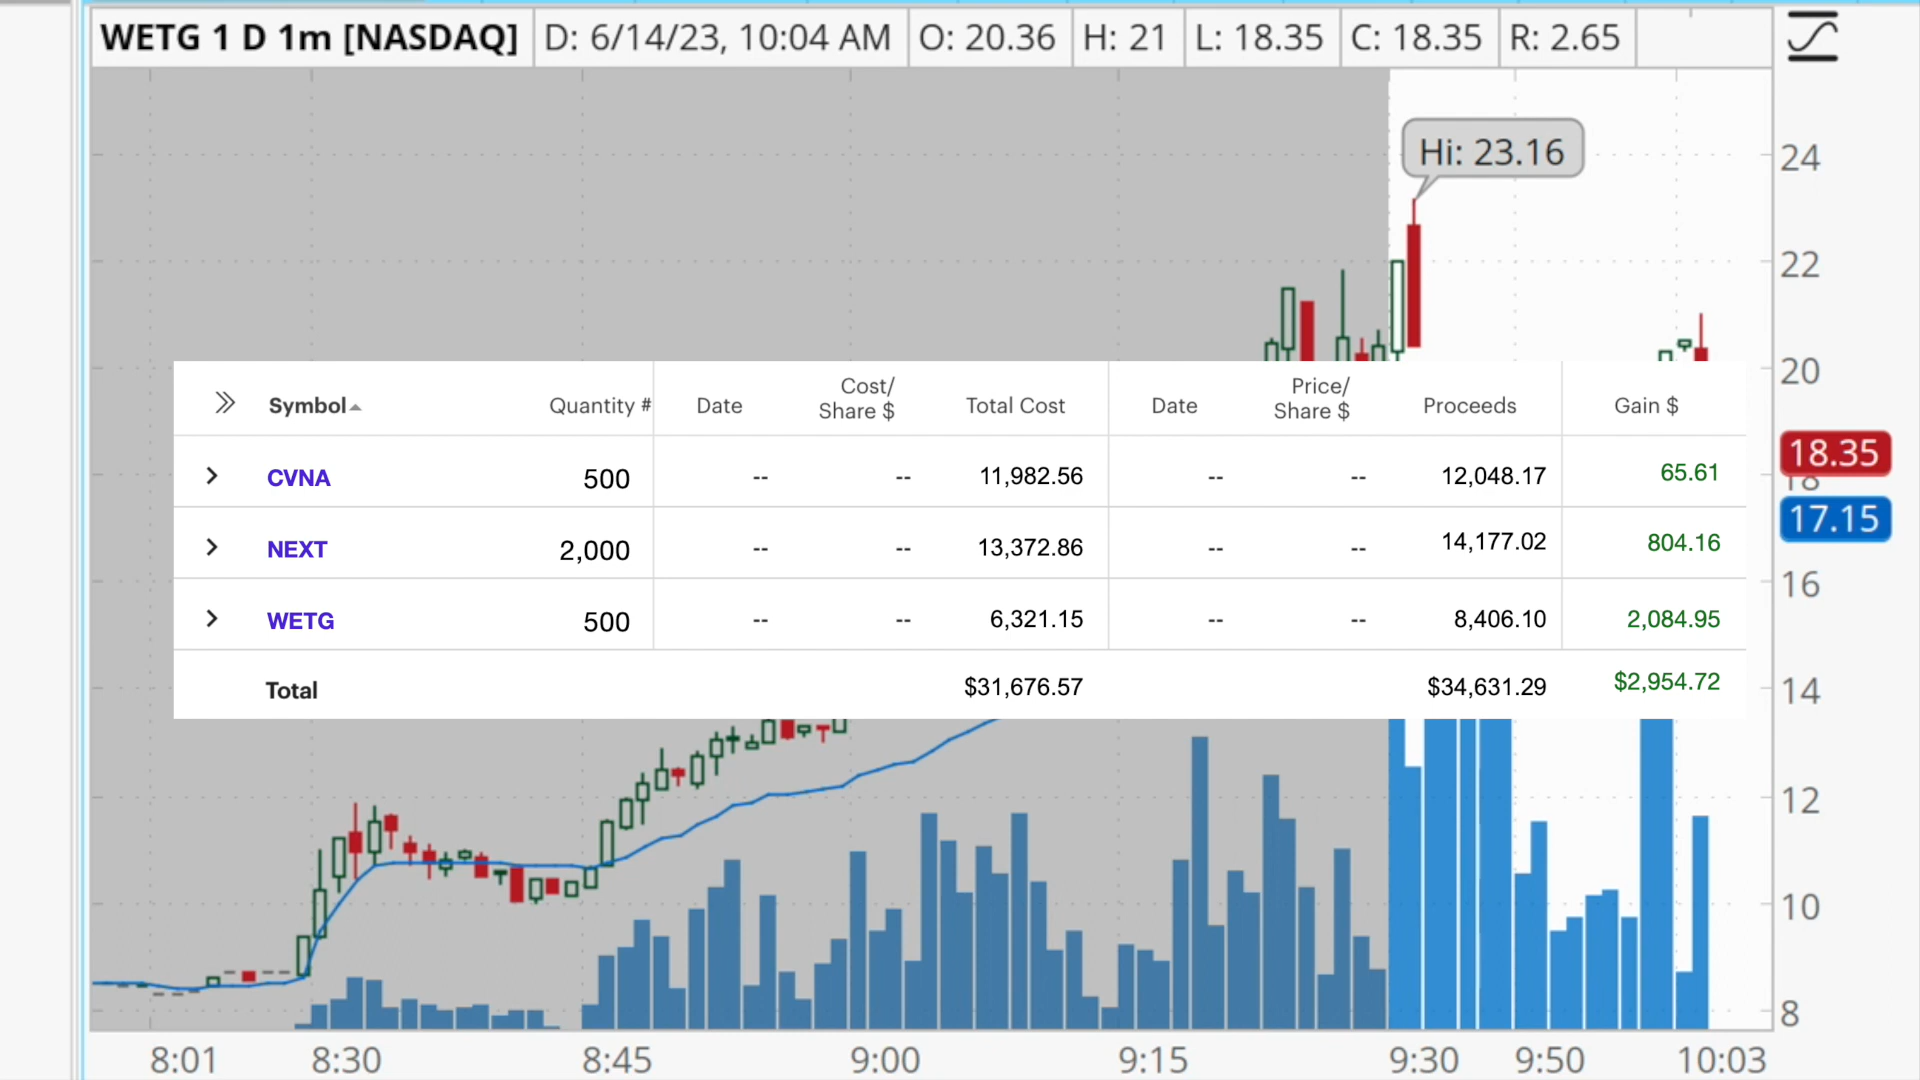 WETG 1 D 1m [NASDAQ] D: 6/14/23, 10:04 AM O: 20.36 H: 21 L: 18.35 C: 18.35 R: 2.65
Hi: 23.16
24
22
20
18.35
18
17.15
16
14
12
10
8
Symbol Quantity # Date Cost/ Share $ Total Cost Date Price/ Share $ Proceeds Gain $
CVNA 500 -- -- 11,982.56 -- -- 12,048.17 65.61
NEXT 2,000 -- -- 13,372.86 -- -- 14,177.02 804.16
WETG 500 -- -- 6,321.15 -- -- 8,406.10 2,084.95
Total $31,676.57 $34,631.29 $2,954.72
8:01 8:30 8:45 9:00 9:15 9:30 9:50 10:03